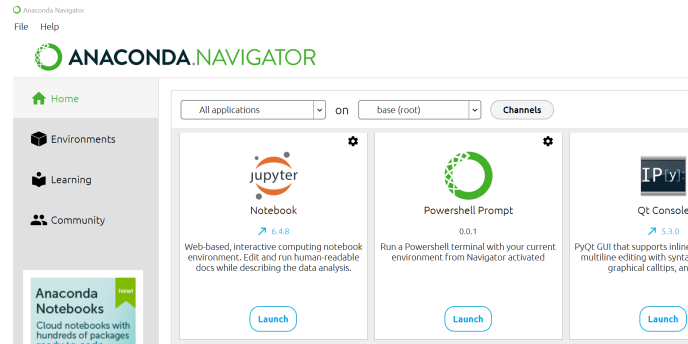 Anaconda Navigator
File Help
ANACONDA.NAVIGATOR
Home
Environments
Learning
Community
Anaconda
Notebooks
New!
Cloud notebooks with
hundreds of packages
All applications on base (root) Channels
jupyter
Notebook
6.4.8
Web-based, interactive computing notebook
environment. Edit and run human-readable
docs while describing the data analysis.
Launch
Powershell Prompt
0.0.1
Run a Powershell terminal with your current
environment from Navigator activated
Launch
IP[y]:
Qt Console
5.3.0
PyQt GUI that supports inline
multiline editing with synta
graphical calltips, an
Launch